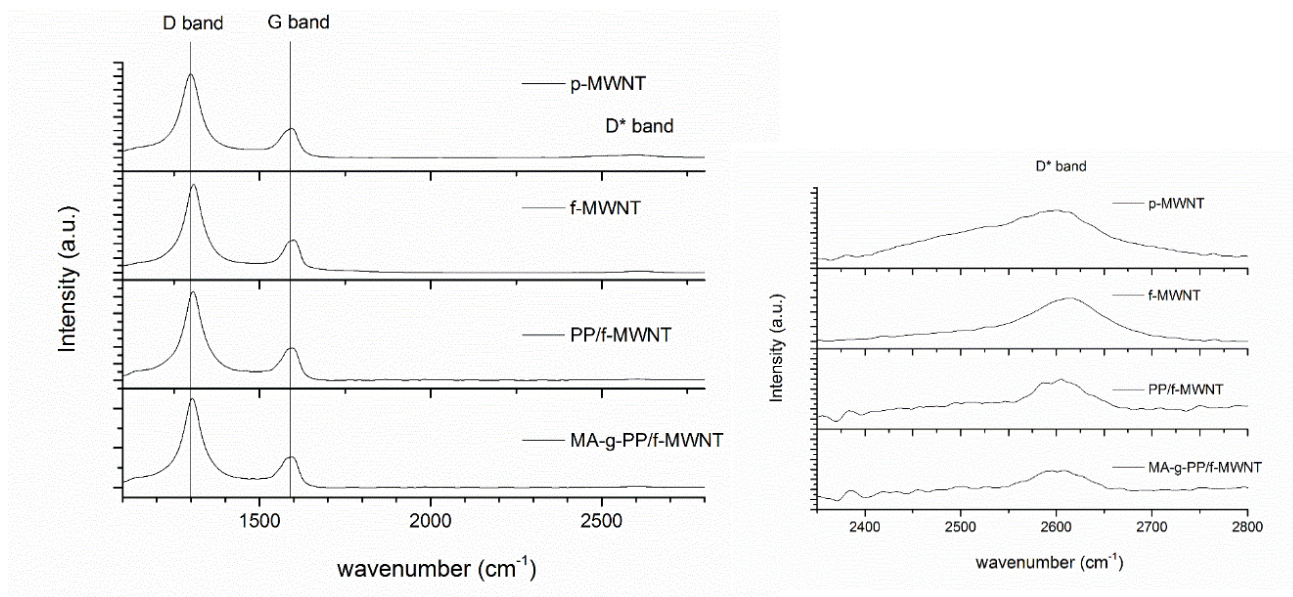 D band
G band
p-MWNT
D* band
f-MWNT
PP/f-MWNT
MA-g-PP/f-MWNT
Intensity (a.u.)
1500
2000
2500
wavenumber (cm-1)
D* band
p-MWNT
f-MWNT
PP/f-MWNT
MA-g-PP/f-MWNT
Intensity (a.u.)
2400
2500
2600
2700
2800
wavenumber (cm-1)